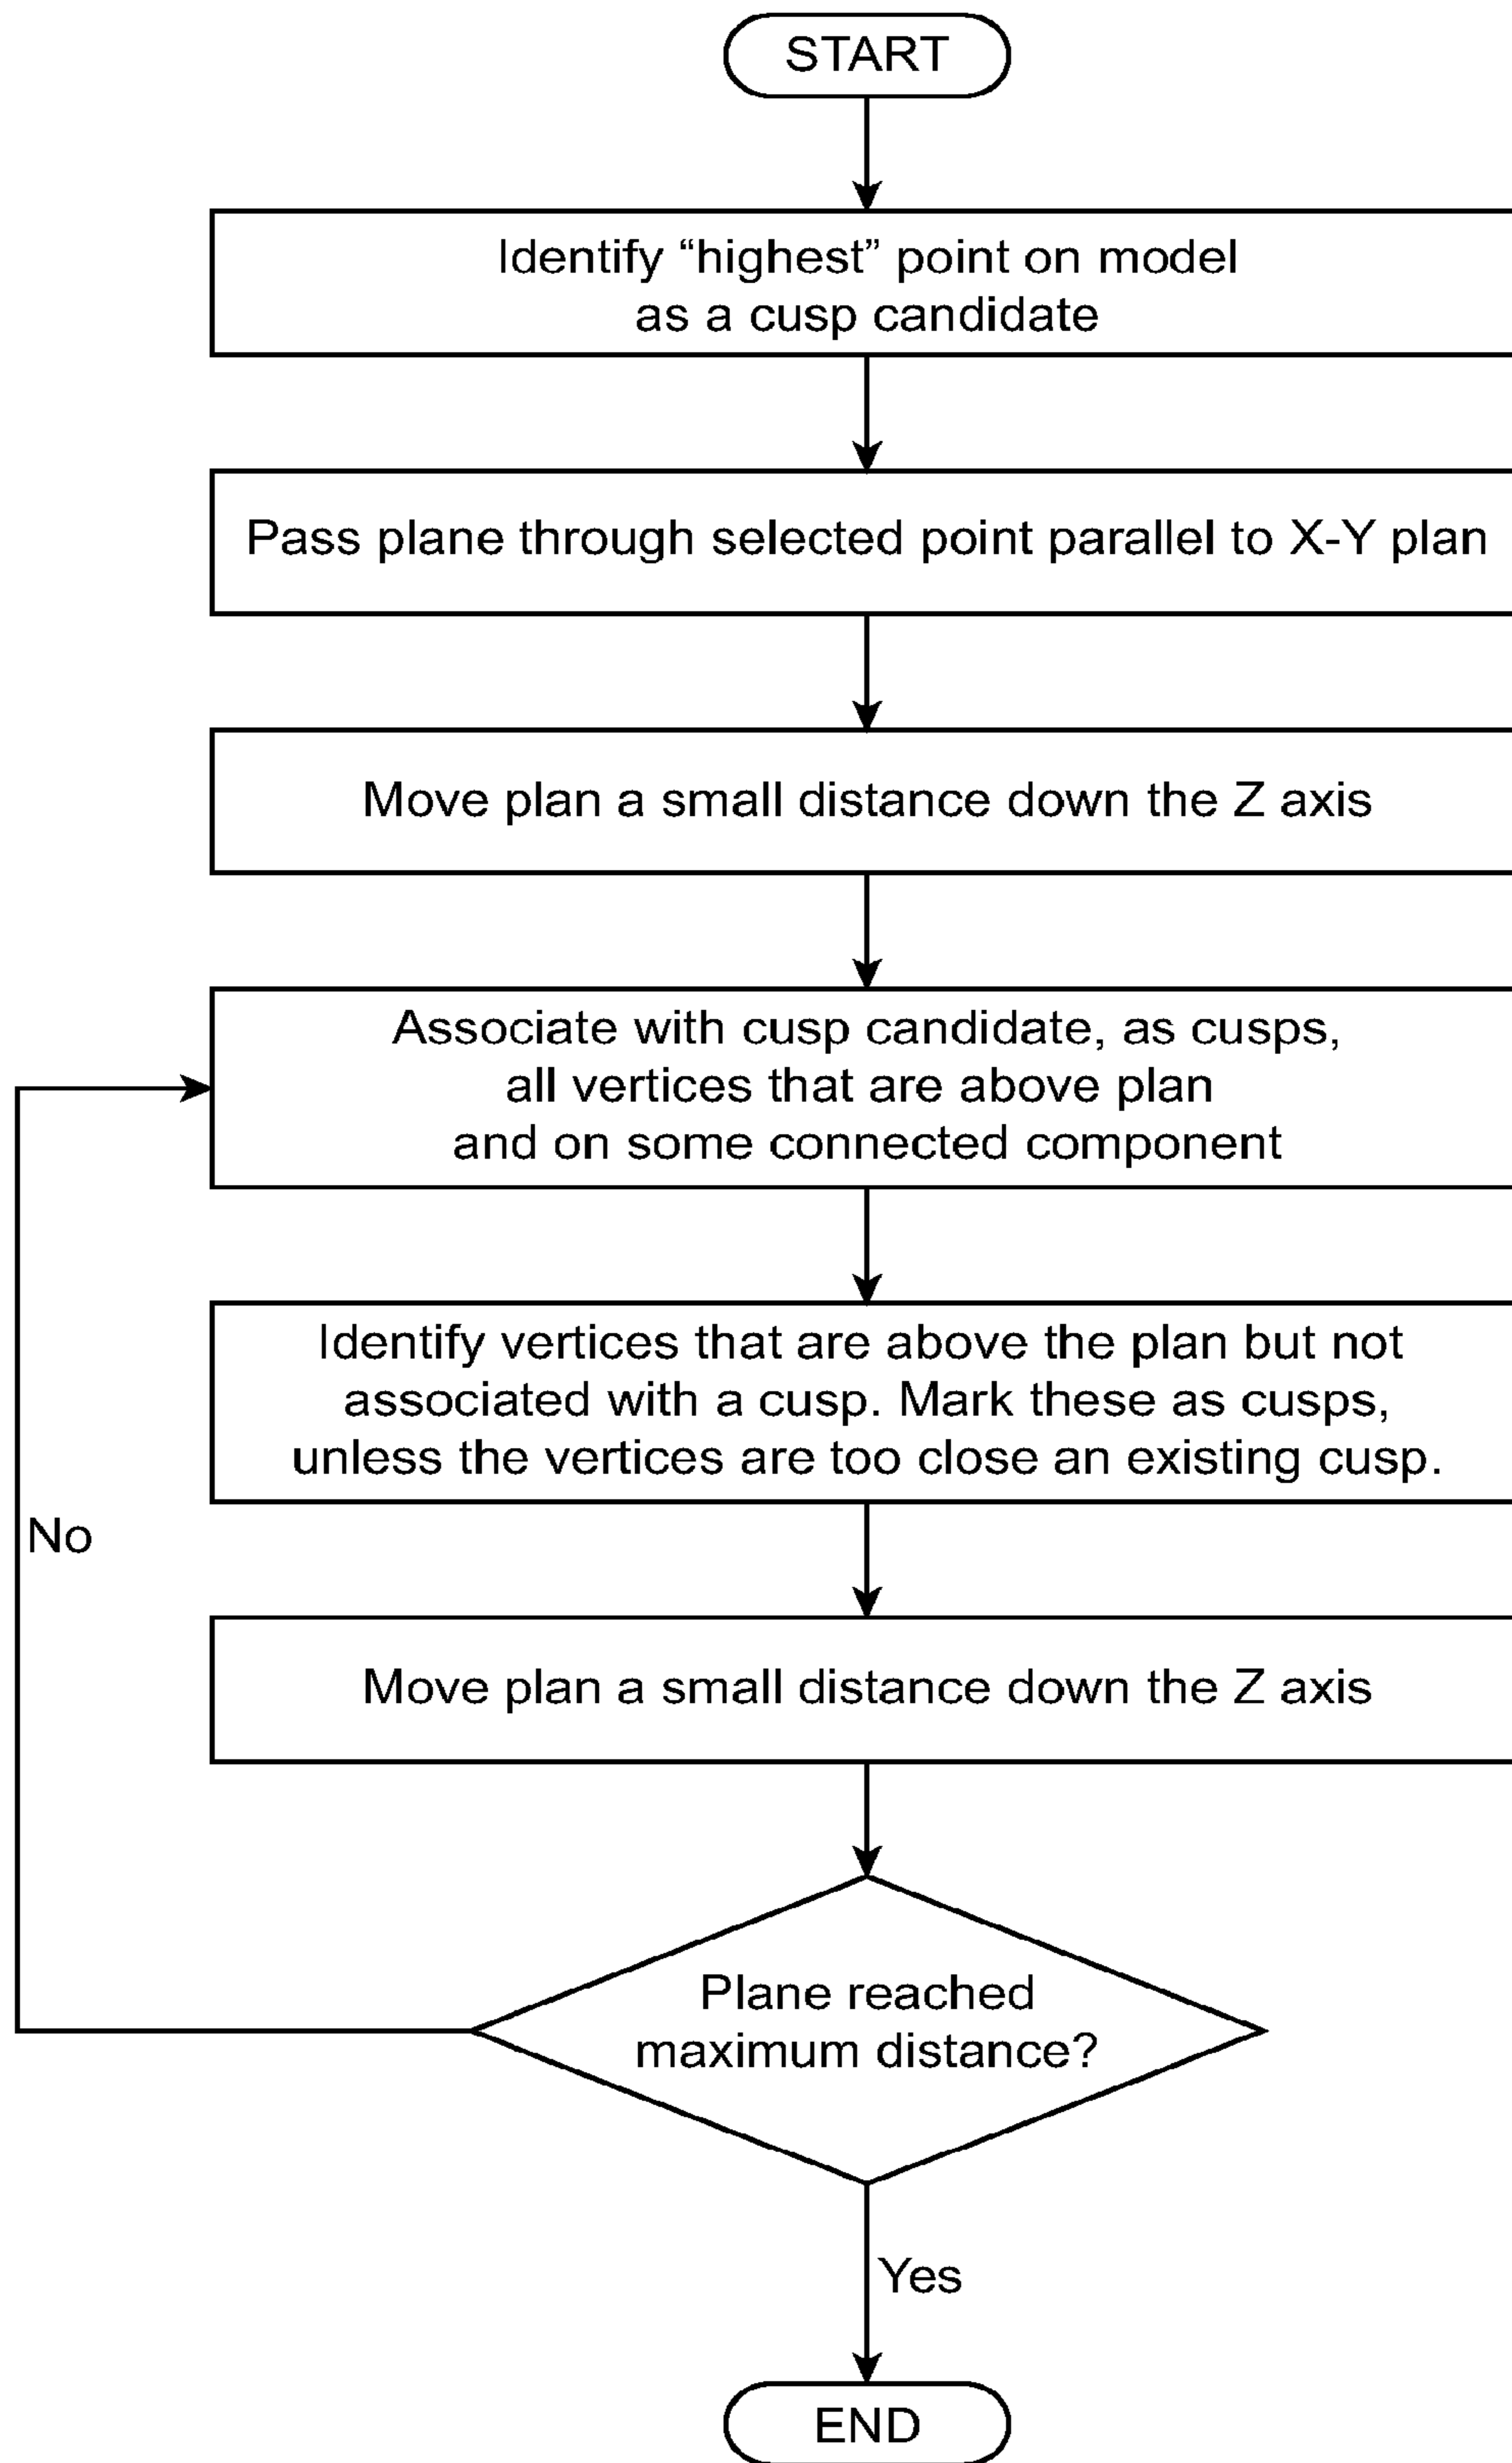 START
Identify “highest” point on model
as a cusp candidate
Pass plane through selected point parallel to X-Y plan
Move plan a small distance down the Z axis
Associate with cusp candidate, as cusps,
all vertices that are above plan
and on some connected component
Identify vertices that are above the plan but not
associated with a cusp. Mark these as cusps,
unless the vertices are too close an existing cusp.
No
Move plan a small distance down the Z axis
Plane reached
maximum distance?
Yes
END